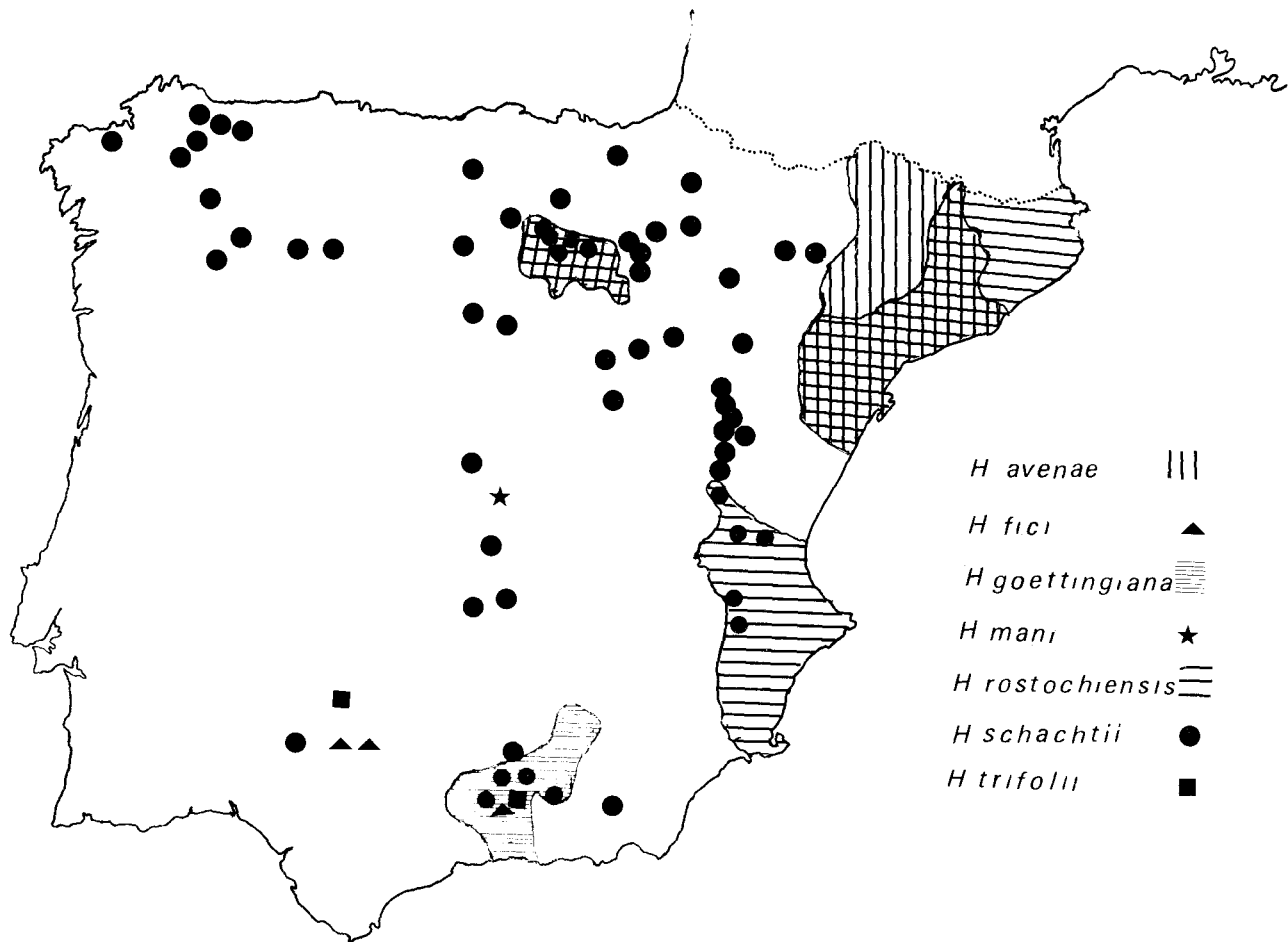 H avenae
H fici
H goettingiana
H mani
H rostochiensis
H schachtii
H trifolii